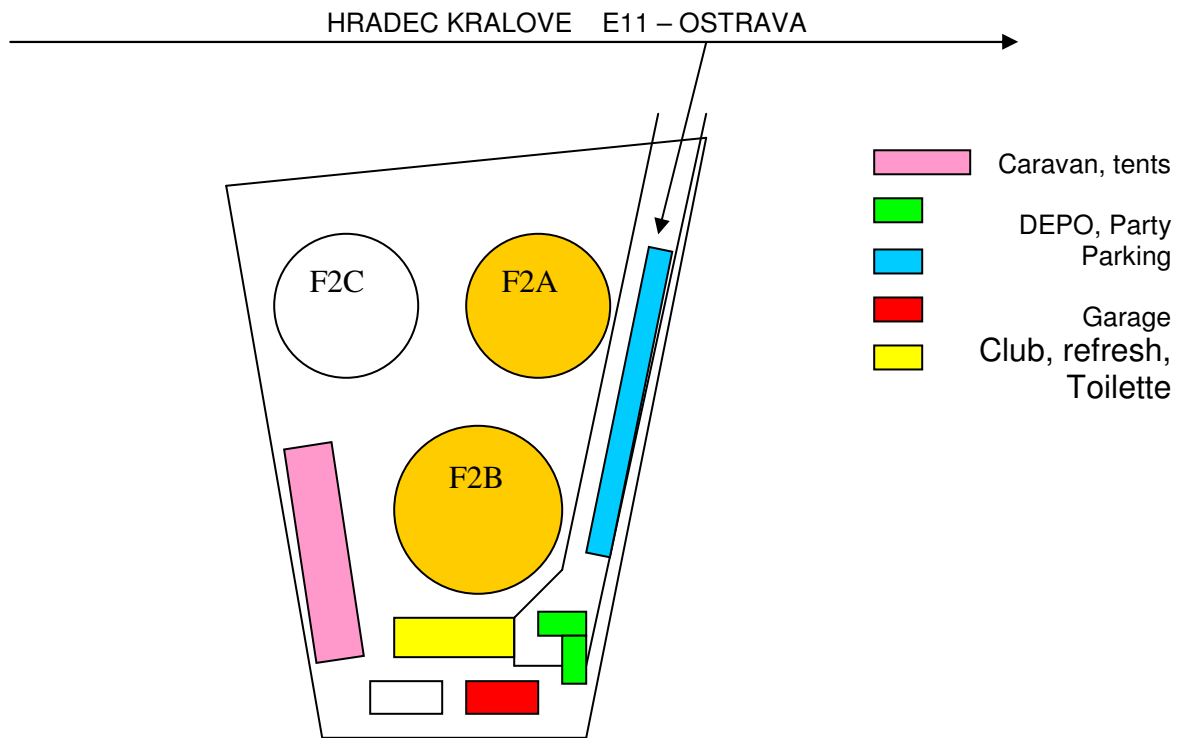 HRADEC KRALOVE E11 – OSTRAVA
Caravan, tents
DEPO, Party
Parking
Garage
Club, refresh,
Toilette
F2C
F2A
F2B